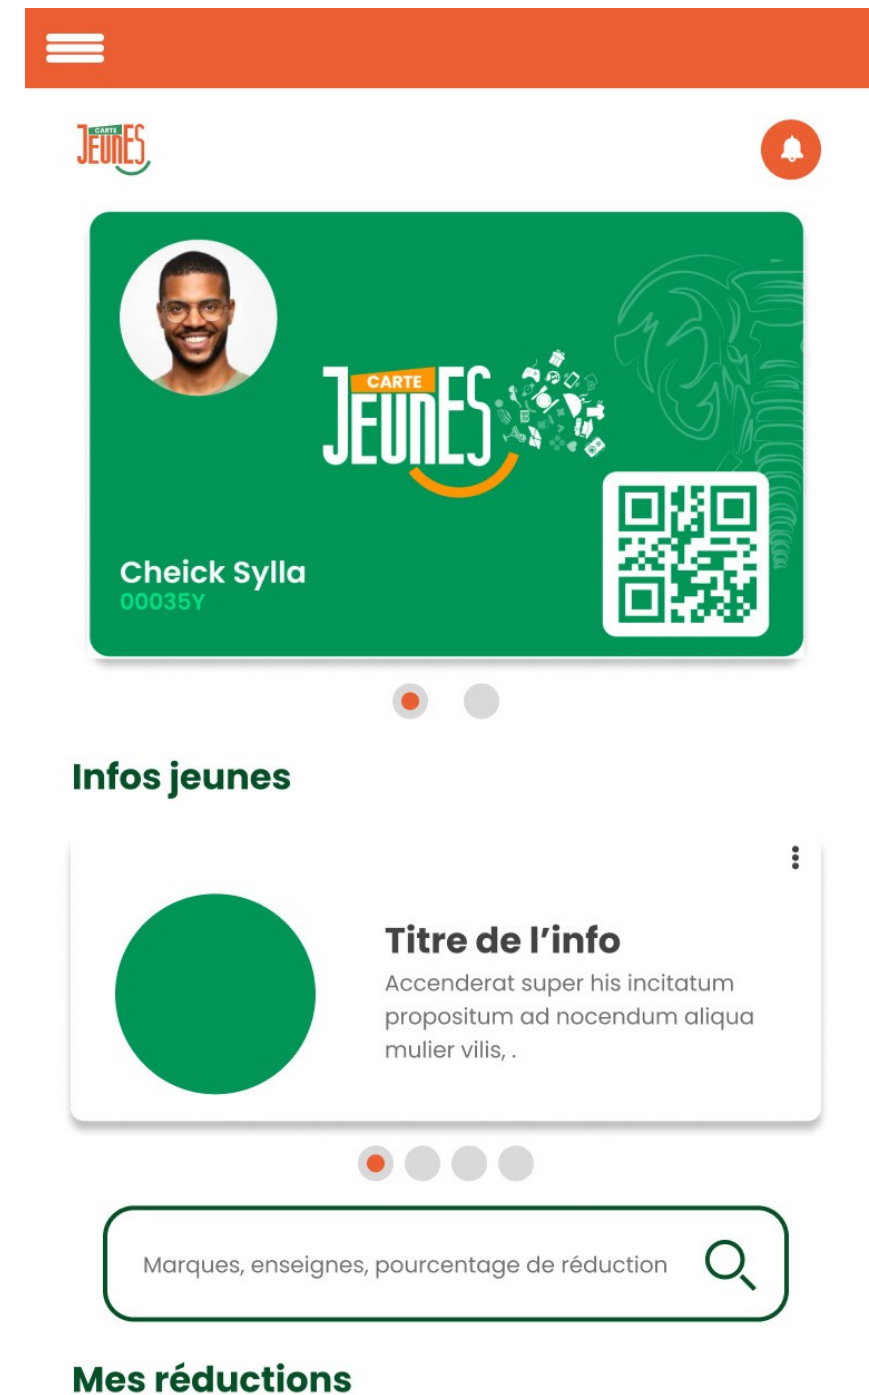 CARTE
JEUNES
CARTE
JEUNES
Cheick Sylla
00035Y
Infos jeunes
Titre de l’info
Accenderat super his incitatum
propositum ad nocendum aliqua
mulier vilis, .
Marques, enseignes, pourcentage de réduction
Mes réductions